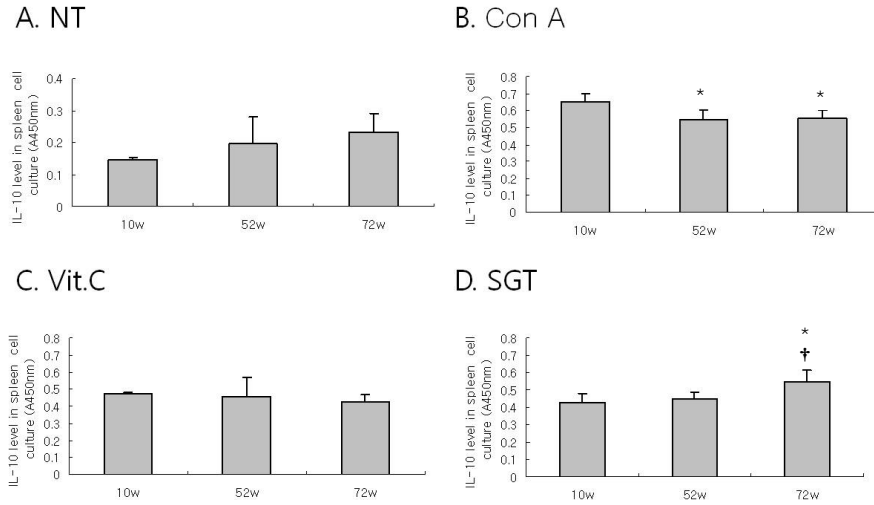 A. NT
IL-10 level in spleen cell
culture (A450nm)
0.4
0.3
0.2
0.1
0
10w
52w
72w
B. Con A
IL-10 level in spleen cell
culture (A450nm)
0.8
0.7
0.6
0.5
0.4
0.3
0.2
0.1
0
*
*
10w
52w
72w
C. Vit.C
IL-10 level in spleen cell
culture (A450nm)
0.8
0.7
0.6
0.5
0.4
0.3
0.2
0.1
0
10w
52w
72w
D. SGT
IL-10 level in spleen cell
culture (A450nm)
0.8
0.7
0.6
0.5
0.4
0.3
0.2
0.1
0
*
†
10w
52w
72w